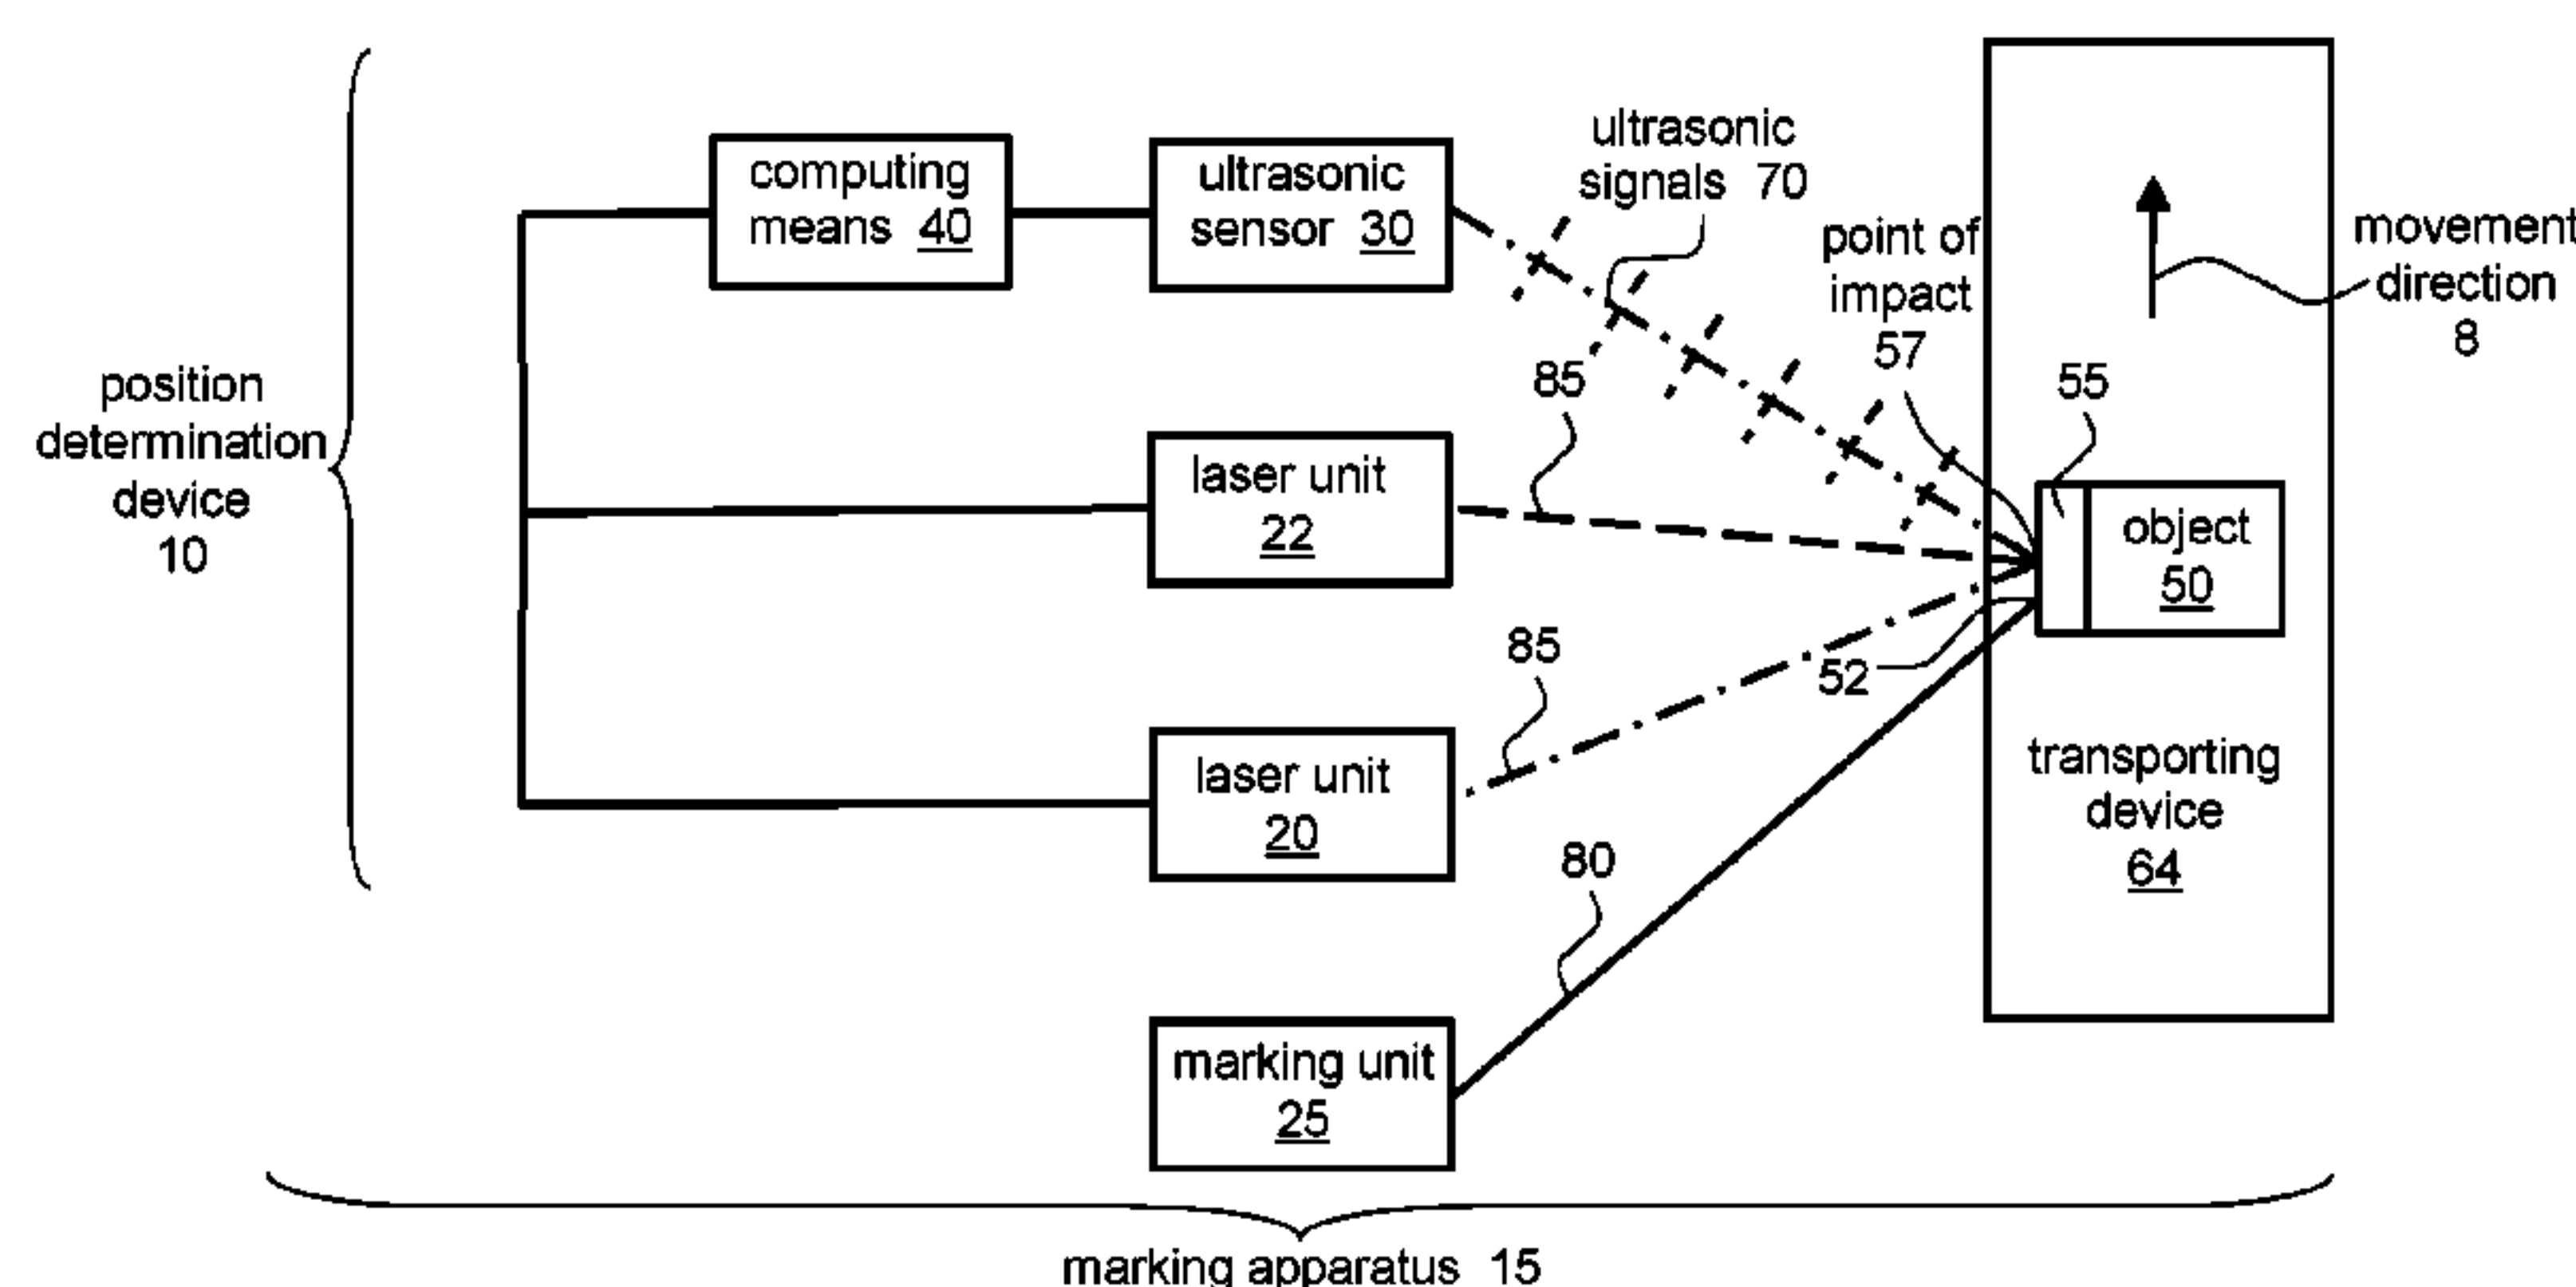 position
determination
device
10
computing
means 40
ultrasonic
sensor 30
ultrasonic
signals 70
point of
impact
57
movement
direction
8
85
55
laser unit
22
object
50
85
52
laser unit
20
transporting
device
64
80
marking unit
25
marking apparatus 15